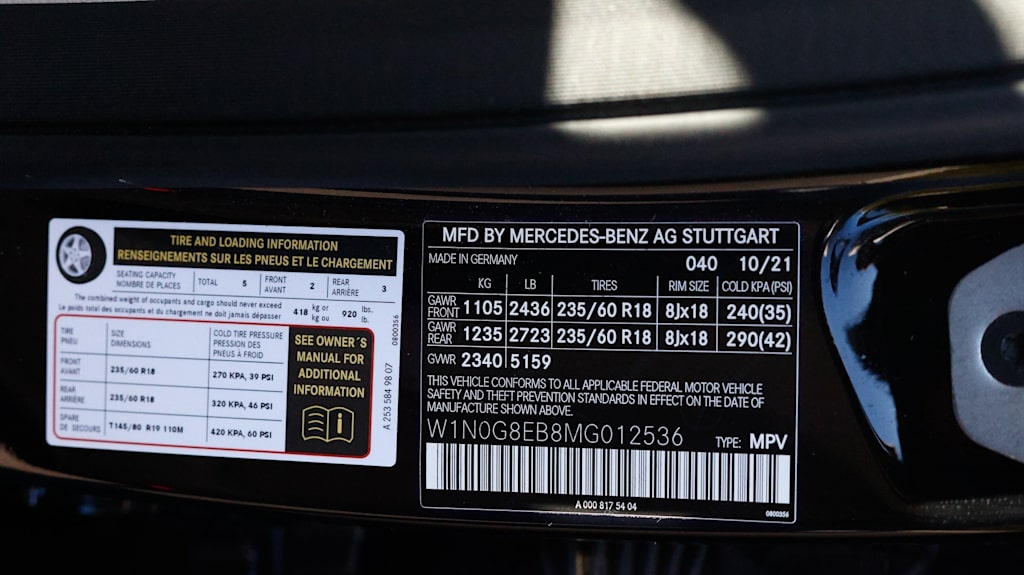 TIRE AND LOADING INFORMATION
RENSEIGNEMENTS SUR LES PNEUS ET LE CHARGEMENT
SEATING CAPACITY
NOMBRE DE PLACES
TOTAL 5
FRONT
AVANT 2
REAR
ARRIÈRE 3
The combined weight of occupants and cargo should never exceed
Le poids total des occupants et du chargement ne doit jamais dépasser
418 kg or
kg ou
920 lbs.
lb.
TIRE
PNEU
SIZE
DIMENSIONS
COLD TIRE PRESSURE
PRESSION DES
PNEUS À FROID
FRONT
AVANT
235/60 R18
270 KPA, 39 PSI
REAR
ARRIÈRE
235/60 R18
320 KPA, 46 PSI
SPARE
DE SECOURS
T145/80 R19 110M
420 KPA, 60 PSI
SEE OWNER´S
MANUAL FOR
ADDITIONAL
INFORMATION
A 253 584 98 07
0800356
MFD BY MERCEDES-BENZ AG STUTTGART
MADE IN GERMANY
040 10/21
KG LB TIRES RIM SIZE COLD KPA(PSI)
GAWR
FRONT 1105 2436 235/60 R18 8Jx18 240(35)
GAWR
REAR 1235 2723 235/60 R18 8Jx18 290(42)
GVWR 2340 5159
THIS VEHICLE CONFORMS TO ALL APPLICABLE FEDERAL MOTOR VEHICLE
SAFETY AND THEFT PREVENTION STANDARDS IN EFFECT ON THE DATE OF
MANUFACTURE SHOWN ABOVE.
W1N0G8EB8MG012536 TYPE: MPV
A 000 817 54 04
0800356